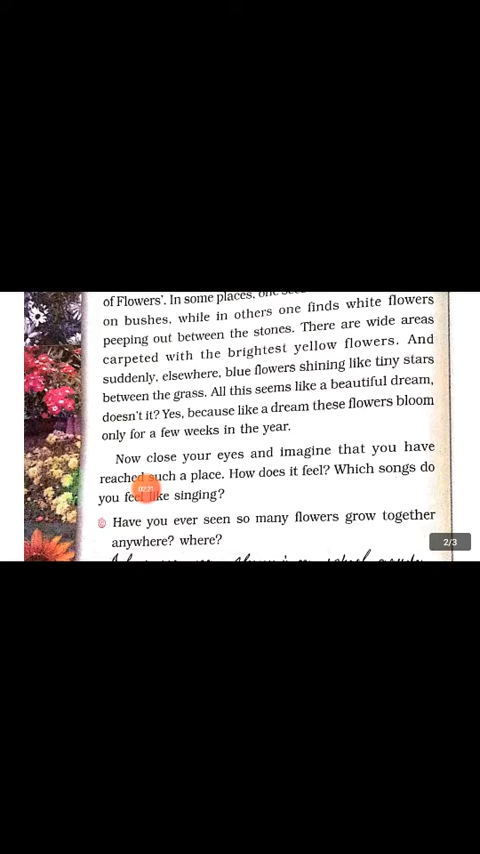 of Flowers'. In some places, one
on bushes, while in others one finds white flowers
peeping out between the stones. There are wide areas
carpeted with the brightest yellow flowers. And
suddenly, elsewhere, blue flowers shining like tiny stars
between the grass. All this seems like a beautiful dream,
doesn't it? Yes, because like a dream these flowers bloom
only for a few weeks in the year.
Now close your eyes and imagine that you have
reached such a place. How does it feel? Which songs do
you feel like singing?
Have you ever seen so many flowers grow together
anywhere? where?
00:21
2/3